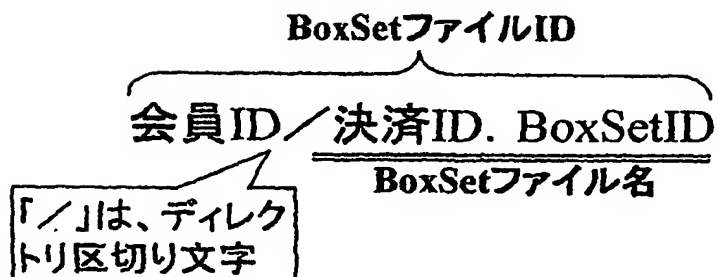 BoxSetファイルID
会員ID／決済ID. BoxSetID
BoxSetファイル名
「／」は、ディレク
トリ区切り文字